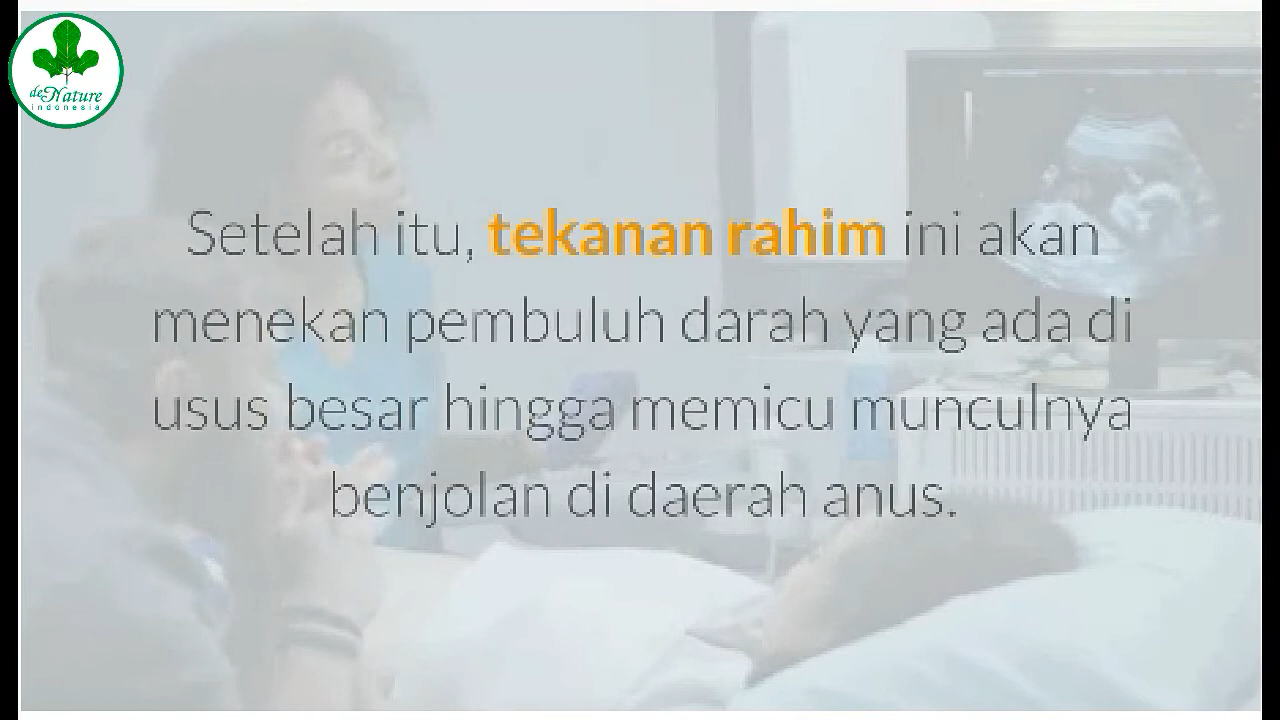 deNature
indonesia
Setelah itu, tekanan rahim ini akan
menekan pembuluh darah yang ada di
usus besar hingga memicu munculnya
benjolan di daerah anus.